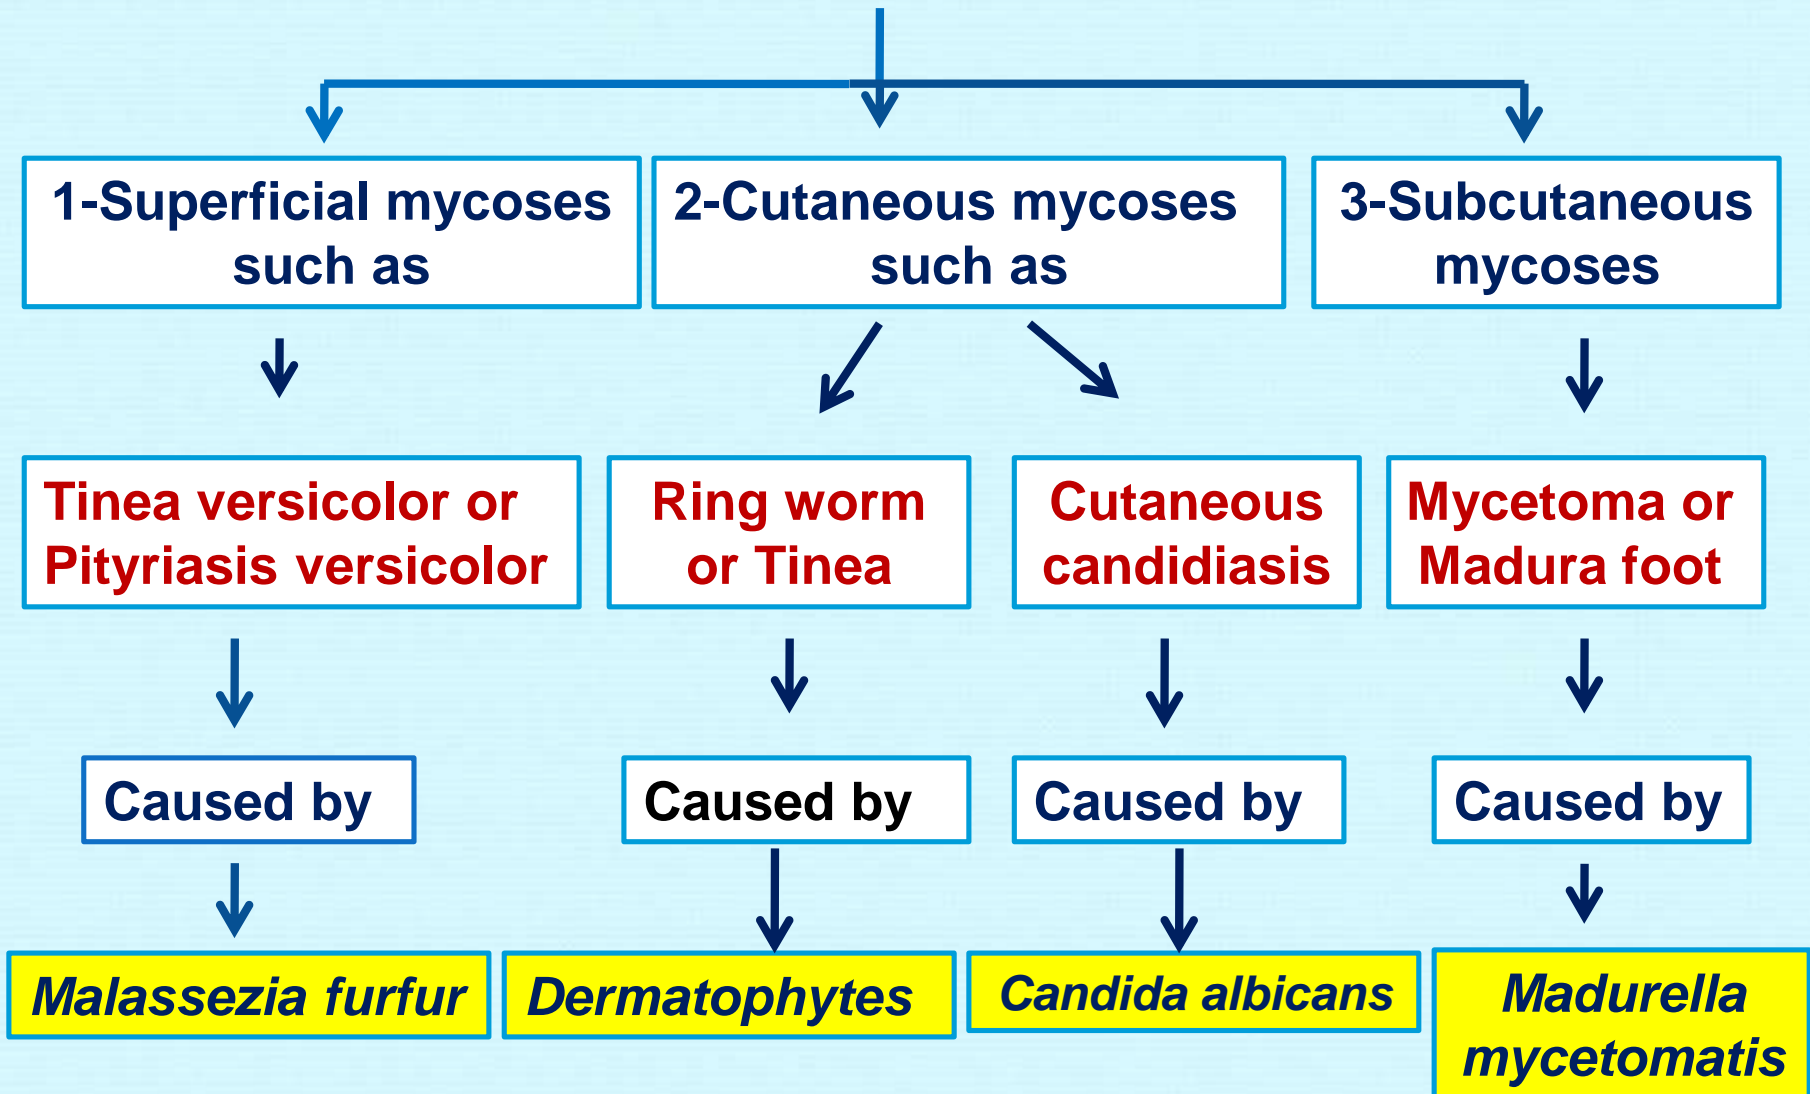 1-Superficial mycoses
such as
2-Cutaneous mycoses
such as
3-Subcutaneous
mycoses
Tinea versicolor or
Pityriasis versicolor
Ring worm
or Tinea
Cutaneous
candidiasis
Mycetoma or
Madura foot
Caused by
Caused by
Caused by
Caused by
Malassezia furfur
Dermatophytes
Candida albicans
Madurella
mycetomatis